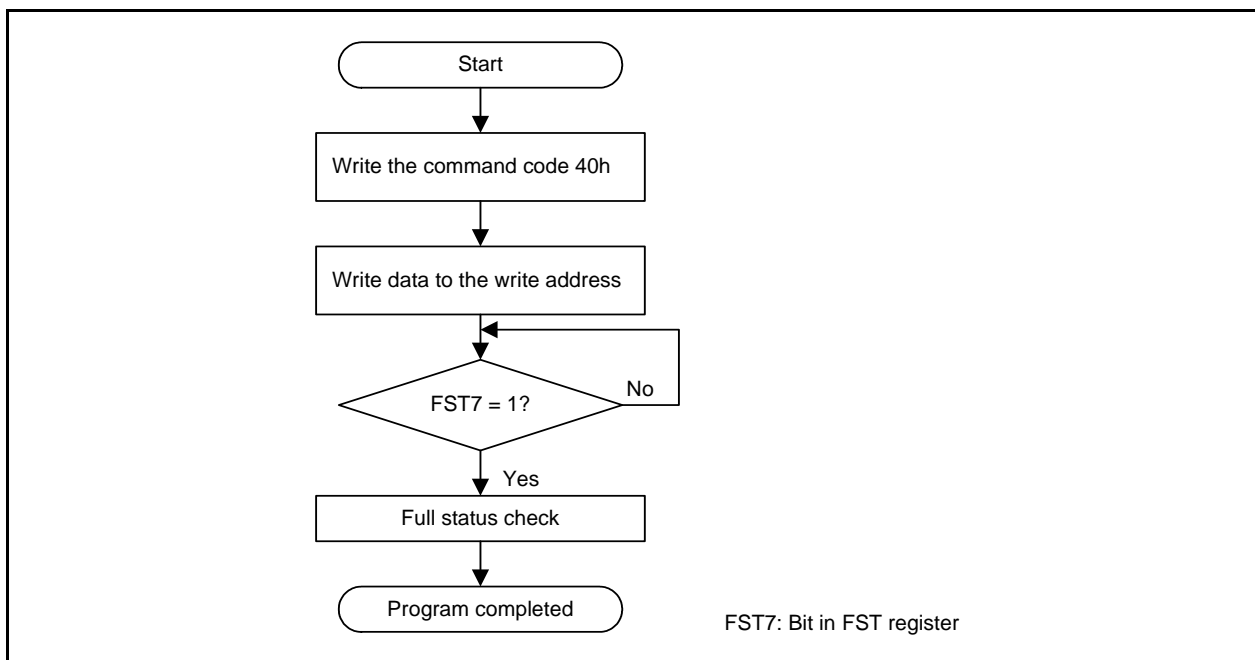 Start
Write the command code 40h
Write data to the write address
FST7 = 1?
No
Yes
Full status check
Program completed
FST7: Bit in FST register